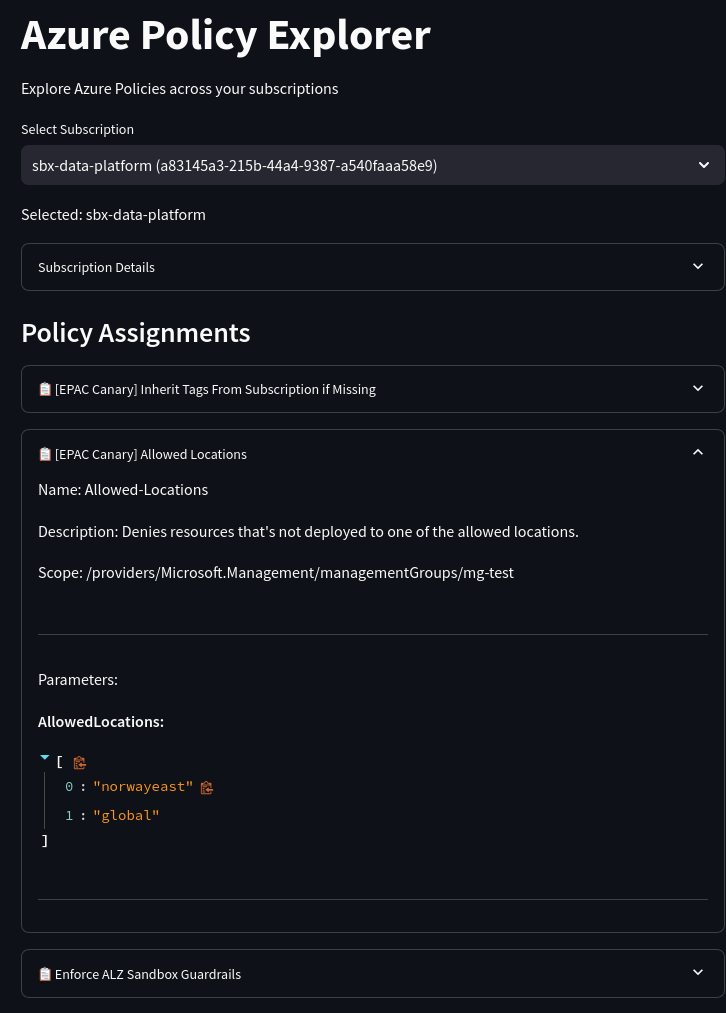 Azure Policy Explorer
Explore Azure Policies across your subscriptions
Select Subscription
sbx-data-platform (a83145a3-215b-44a4-9387-a540faaa58e9)
Selected: sbx-data-platform
Subscription Details
Policy Assignments
[EPAC Canary] Inherit Tags From Subscription if Missing
[EPAC Canary] Allowed Locations
Name: Allowed-Locations
Description: Denies resources that's not deployed to one of the allowed locations.
Scope: /providers/Microsoft.Management/managementGroups/mg-test
Parameters:
AllowedLocations:
[
0 : "norwayeast"
1 : "global"
]
Enforce ALZ Sandbox Guardrails